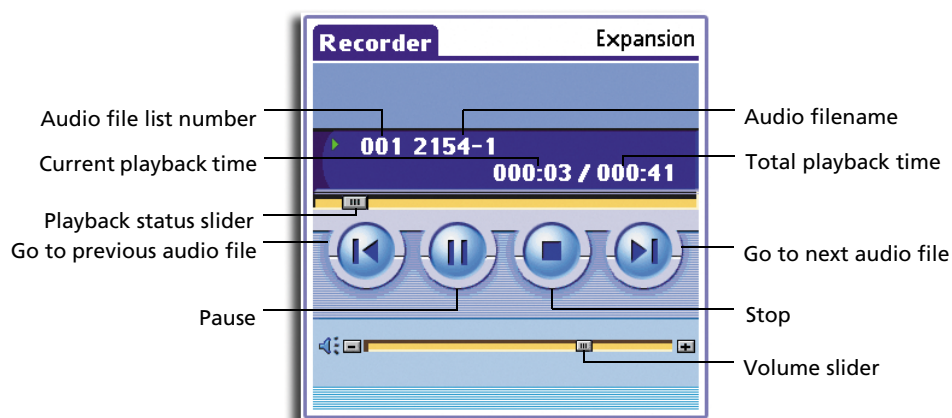 Recorder
Expansion
Audio file list number
Audio filename
001 2154-1
Current playback time
Total playback time
000:03 / 000:41
Playback status slider
Go to previous audio file
Go to next audio file
Pause
Stop
Volume slider